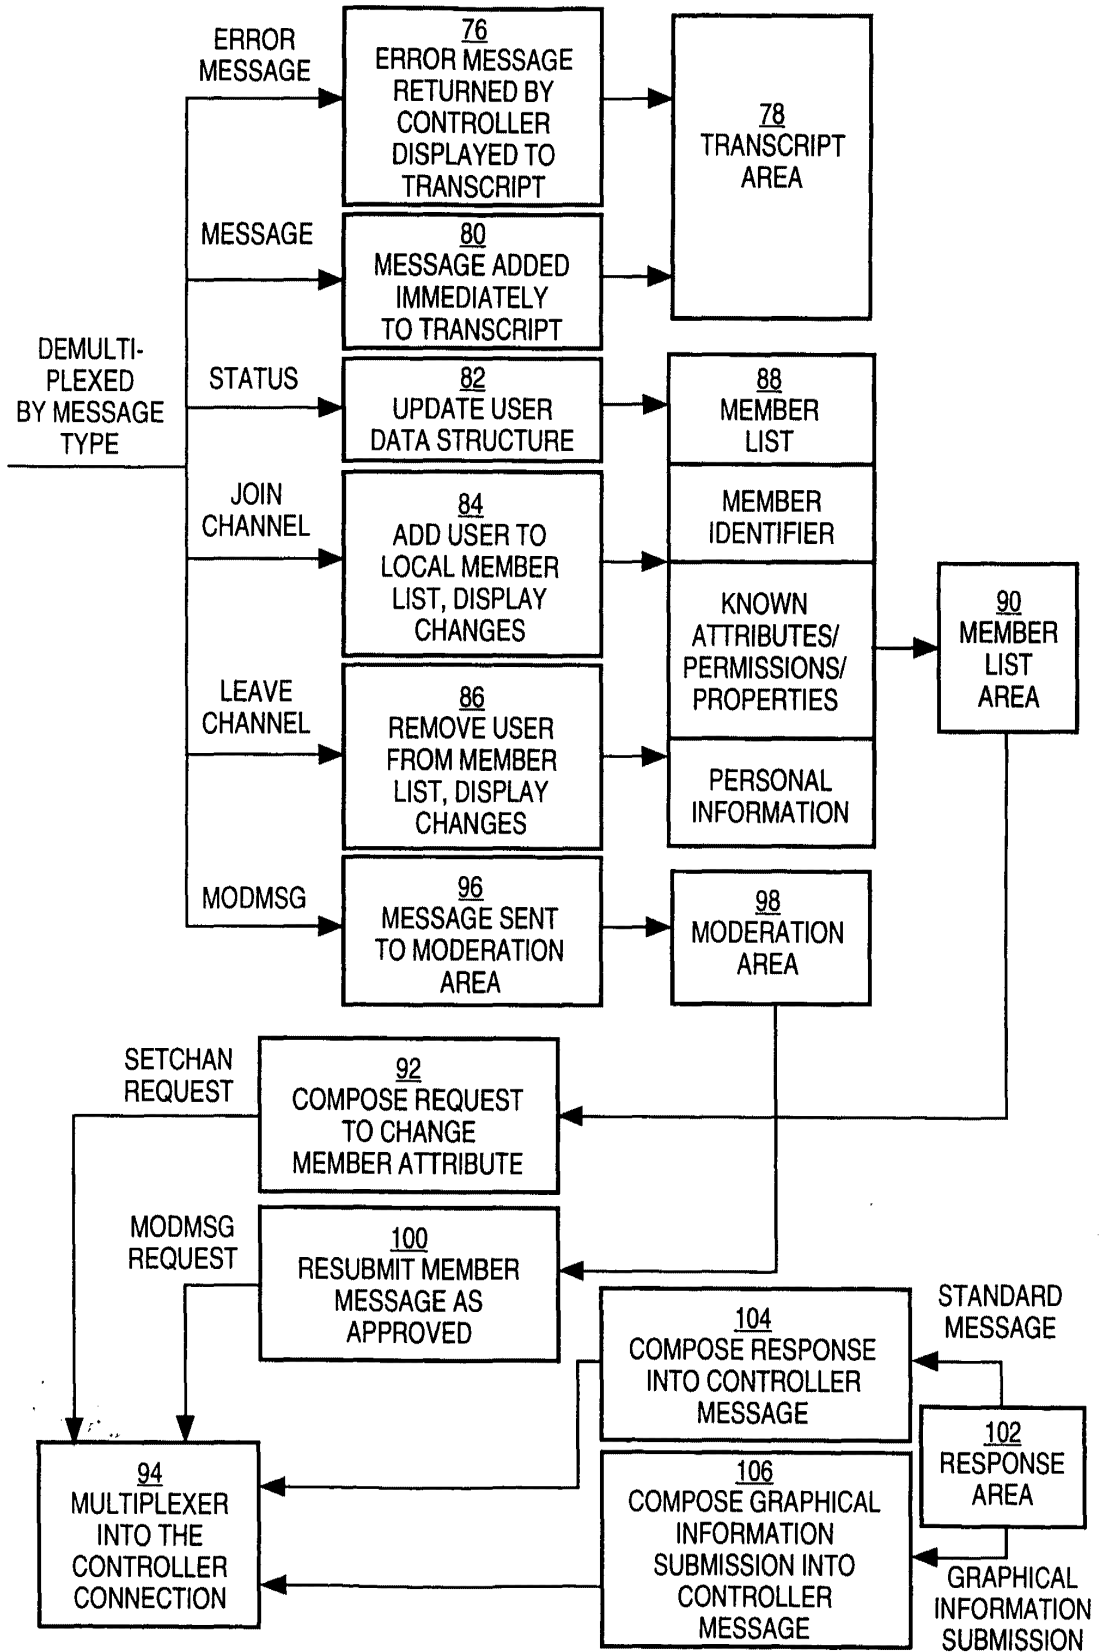 ERROR
MESSAGE
76
ERROR MESSAGE
RETURNED BY
CONTROLLER
DISPLAYED TO
TRANSCRIPT
78
TRANSCRIPT
AREA
MESSAGE
80
MESSAGE ADDED
IMMEDIATELY
TO TRANSCRIPT
DEMULTI-
PLEXED
BY MESSAGE
TYPE
STATUS
82
UPDATE USER
DATA STRUCTURE
88
MEMBER
LIST
JOIN
CHANNEL
84
ADD USER TO
LOCAL MEMBER
LIST, DISPLAY
CHANGES
MEMBER
IDENTIFIER
KNOWN
ATTRIBUTES/
PERMISSIONS/
PROPERTIES
90
MEMBER
LIST
AREA
LEAVE
CHANNEL
86
REMOVE USER
FROM MEMBER
LIST, DISPLAY
CHANGES
PERSONAL
INFORMATION
MODMSG
96
MESSAGE SENT
TO MODERATION
AREA
98
MODERATION
AREA
SETCHAN
REQUEST
92
COMPOSE REQUEST
TO CHANGE
MEMBER ATTRIBUTE
MODMSG
REQUEST
100
RESUBMIT MEMBER
MESSAGE AS
APPROVED
104
COMPOSE RESPONSE
INTO CONTROLLER
MESSAGE
STANDARD
MESSAGE
102
RESPONSE
AREA
94
MULTIPLEXER
INTO THE
CONTROLLER
CONNECTION
106
COMPOSE GRAPHICAL
INFORMATION
SUBMISSION INTO
CONTROLLER
MESSAGE
GRAPHICAL
INFORMATION
SUBMISSION